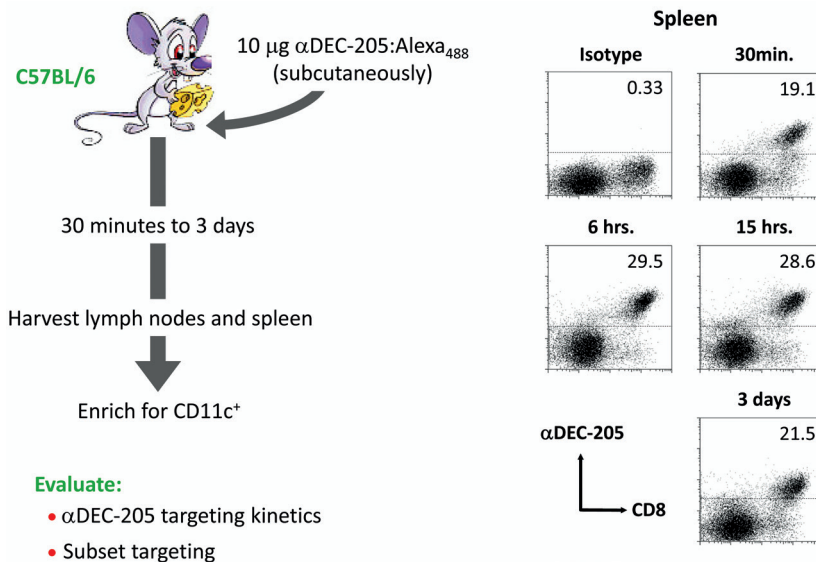 C57BL/6
10 μg αDEC-205:Alexa488
(subcutaneously)
30 minutes to 3 days
Harvest lymph nodes and spleen
Enrich for CD11c+
Evaluate:
• αDEC-205 targeting kinetics
• Subset targeting
Spleen
Isotype
30min.
0.33
19.1
6 hrs.
15 hrs.
29.5
28.6
3 days
21.5
αDEC-205
CD8